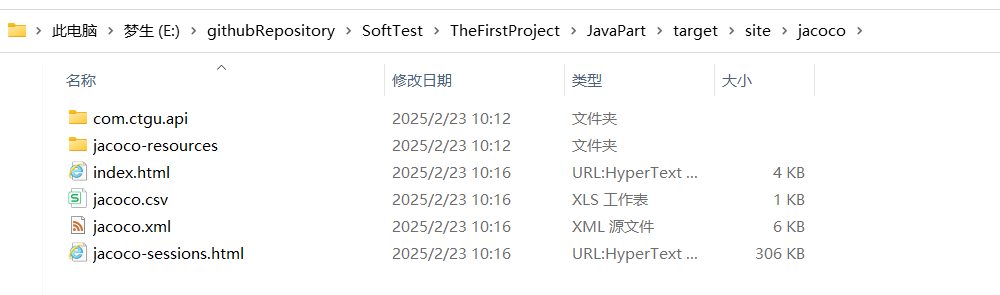 此电脑 > 梦生 (E:) > githubRepository > SoftTest > TheFirstProject > JavaPart > target > site > jacoco >
名称 修改日期 类型 大小
com.ctgu.api 2025/2/23 10:12 文件夹
jacoco-resources 2025/2/23 10:12 文件夹
index.html 2025/2/23 10:16 URL:HyperText ... 4 KB
jacoco.csv 2025/2/23 10:16 XLS 工作表 1 KB
jacoco.xml 2025/2/23 10:16 XML 源文件 6 KB
jacoco-sessions.html 2025/2/23 10:16 URL:HyperText ... 306 KB